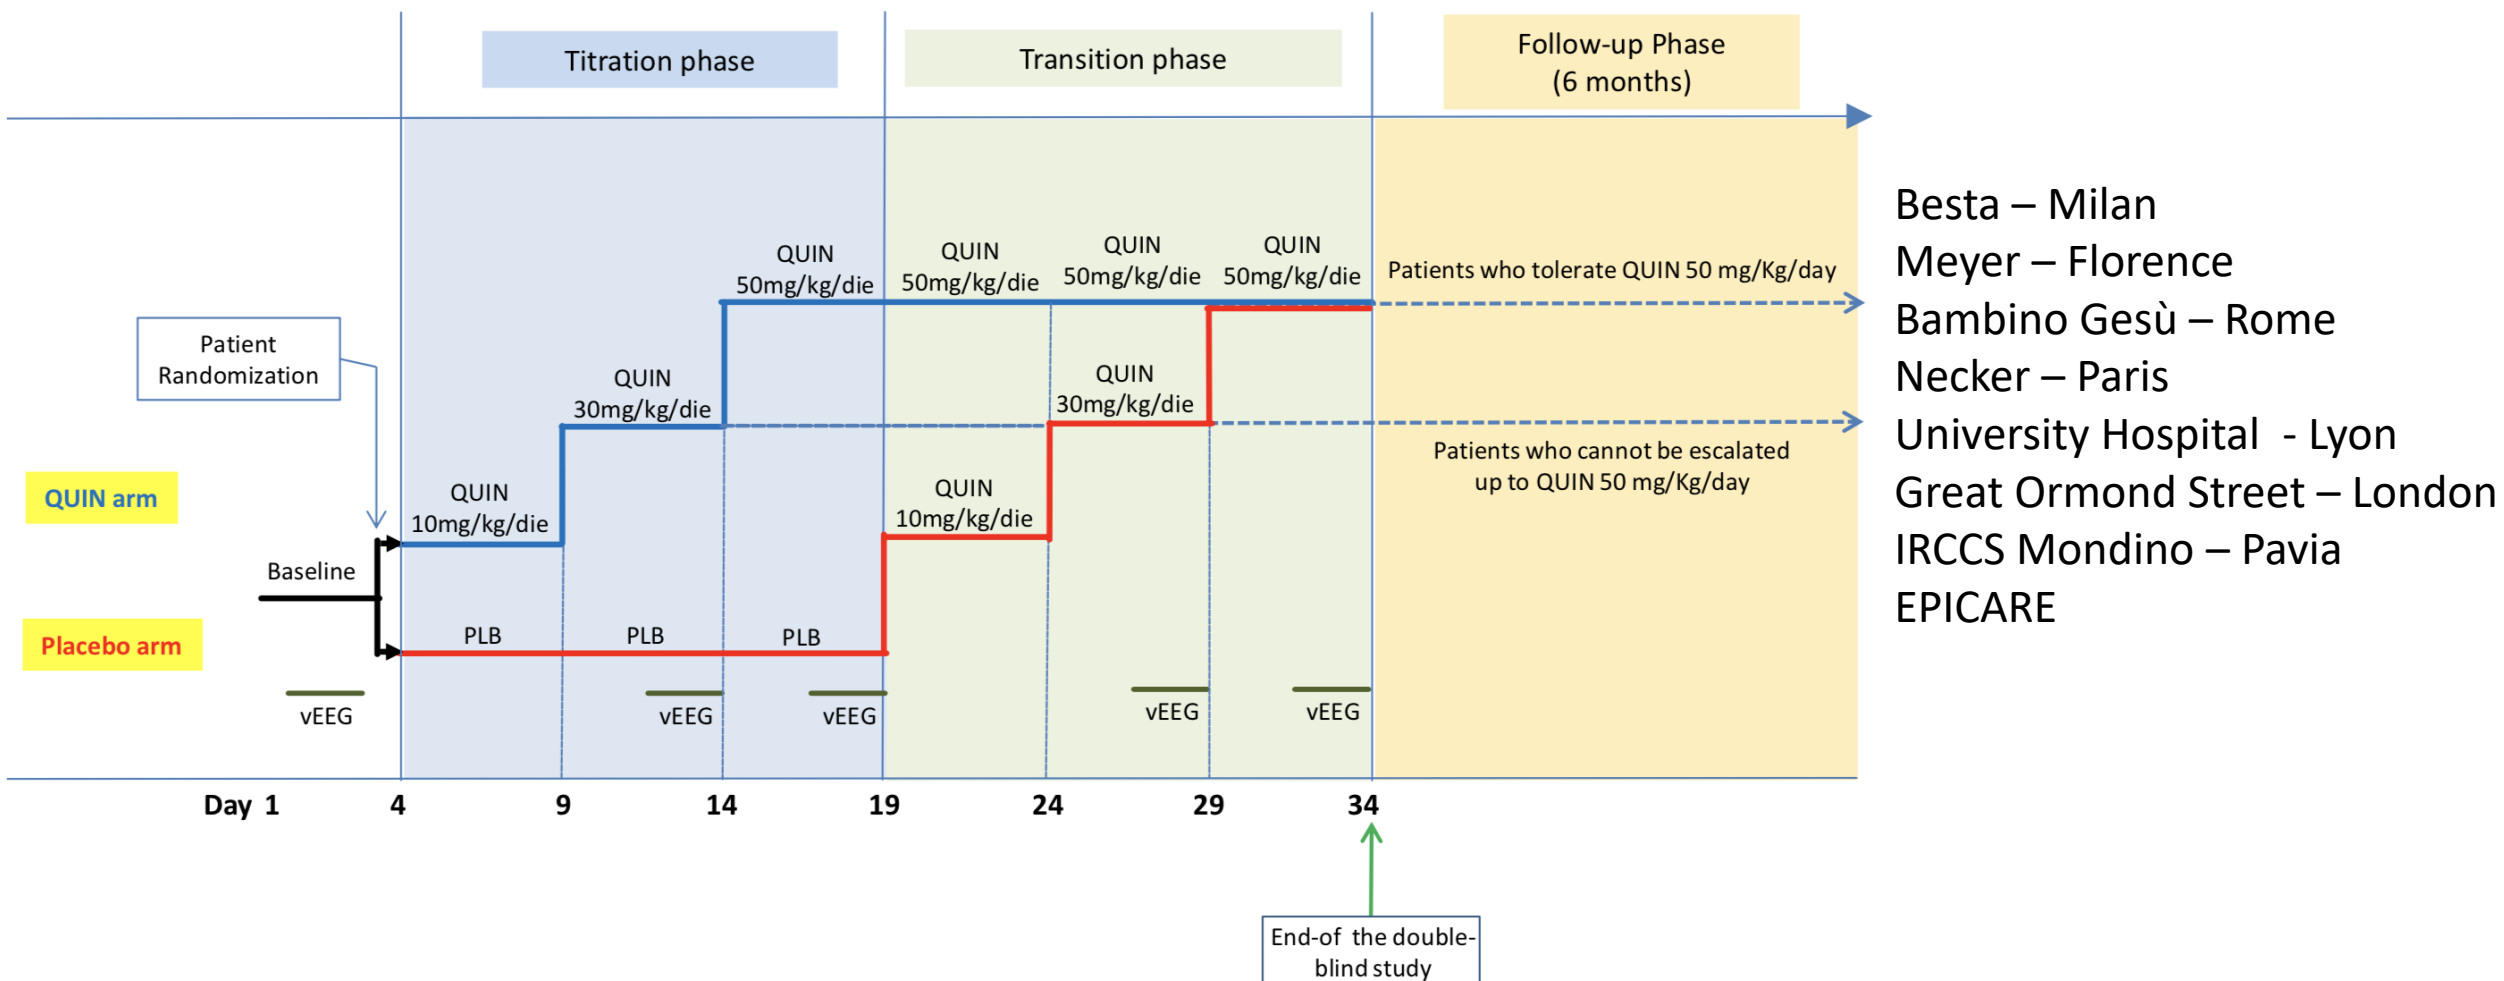 Titration phase
Transition phase
Follow-up Phase
(6 months)
QUIN
50mg/kg/die
QUIN
50mg/kg/die
QUIN
50mg/kg/die
QUIN
50mg/kg/die
Patients who tolerate QUIN 50 mg/Kg/day
Patient
Randomization
QUIN
30mg/kg/die
QUIN
30mg/kg/die
Patients who cannot be escalated
up to QUIN 50 mg/Kg/day
QUIN arm
QUIN
10mg/kg/die
QUIN
10mg/kg/die
Baseline
Placebo arm
PLB
PLB
PLB
vEEG
vEEG
vEEG
vEEG
vEEG
Day 1
4
9
14
19
24
29
34
End-of the double-
blind study
Besta – Milan
Meyer – Florence
Bambino Gesù – Rome
Necker – Paris
University Hospital - Lyon
Great Ormond Street – London
IRCCS Mondino – Pavia
EPICARE